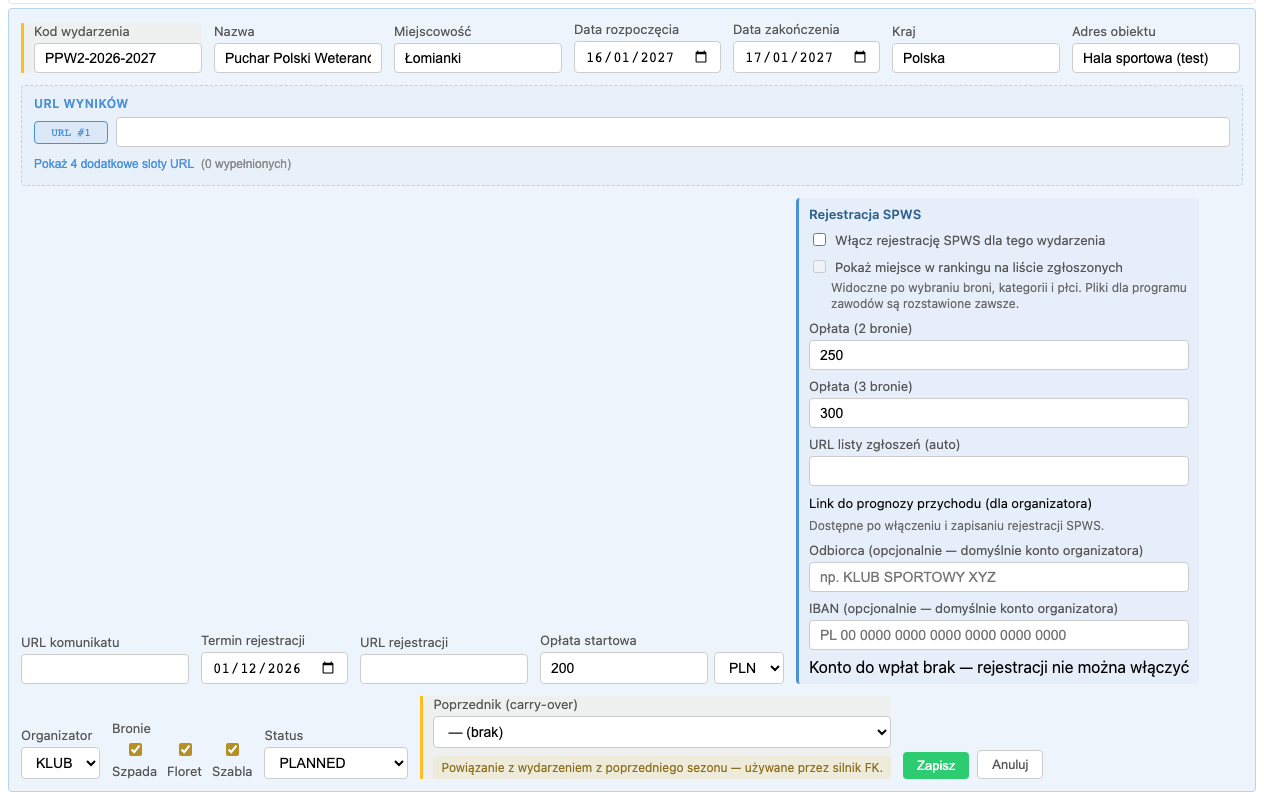 Kod wydarzenia
Nazwa
Miejscowość
Data rozpoczęcia
Data zakończenia
Kraj
Adres obiektu
PPW2-2026-2027
Puchar Polski Weteranc
Łomianki
16/01/2027
17/01/2027
Polska
Hala sportowa (test)
URL WYNIKÓW
URL #1
Pokaż 4 dodatkowe sloty URL (0 wypełnionych)
Rejestracja SPWS
Włącz rejestrację SPWS dla tego wydarzenia
Pokaż miejsce w rankingu na liście zgłoszonych
Widoczne po wybraniu broni, kategorii i płci. Pliki dla programu
zawodów są rozstawione zawsze.
Opłata (2 bronie)
250
Opłata (3 bronie)
300
URL listy zgłoszeń (auto)
Link do prognozy przychodu (dla organizatora)
Dostępne po włączeniu i zapisaniu rejestracji SPWS.
Odbiorca (opcjonalnie — domyślnie konto organizatora)
np. KLUB SPORTOWY XYZ
IBAN (opcjonalnie — domyślnie konto organizatora)
PL 00 0000 0000 0000 0000 0000 0000
Konto do wpłat brak — rejestracji nie można włączyć
URL komunikatu
Termin rejestracji
URL rejestracji
Opłata startowa
01/12/2026
200
PLN
Organizator
KLUB
Bronie
Szpada
Floret
Szabla
Status
PLANNED
Poprzednik (carry-over)
— (brak)
Powiązanie z wydarzeniem z poprzedniego sezonu — używane przez silnik FK.
Zapisz
Anuluj